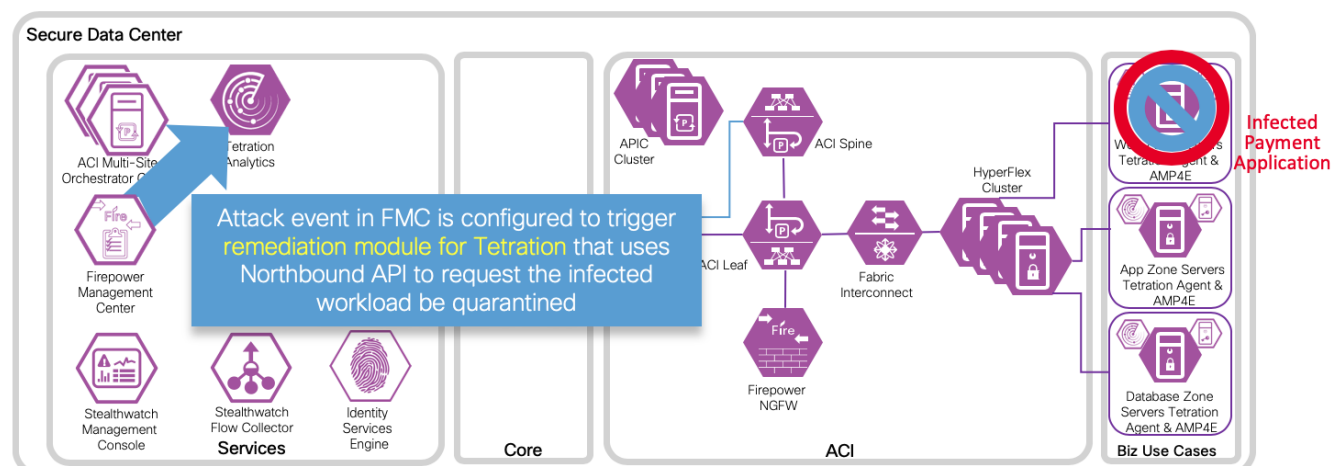 Secure Data Center
ACI Multi-Site
Orchestrator
Tetration
Analytics
Fire
Firepower
Management
Center
Attack event in FMC is configured to trigger
remediation module for Tetration that uses
Northbound API to request the infected
workload be quarantined
Stealthwatch
Management
Console
Stealthwatch
Flow Collector
Identity
Services
Engine
Services
Core
P
APIC
Cluster
P
ACI Spine
P
ACI Leaf
Fabric
Interconnect
Fire
Firepower
NGFW
HyperFlex
Cluster
ACI
Tetration Agent &
AMP4E
Infected
Payment
Application
App Zone Servers
Tetration Agent &
AMP4E
Database Zone
Servers Tetration
Agent & AMP4E
Biz Use Cases